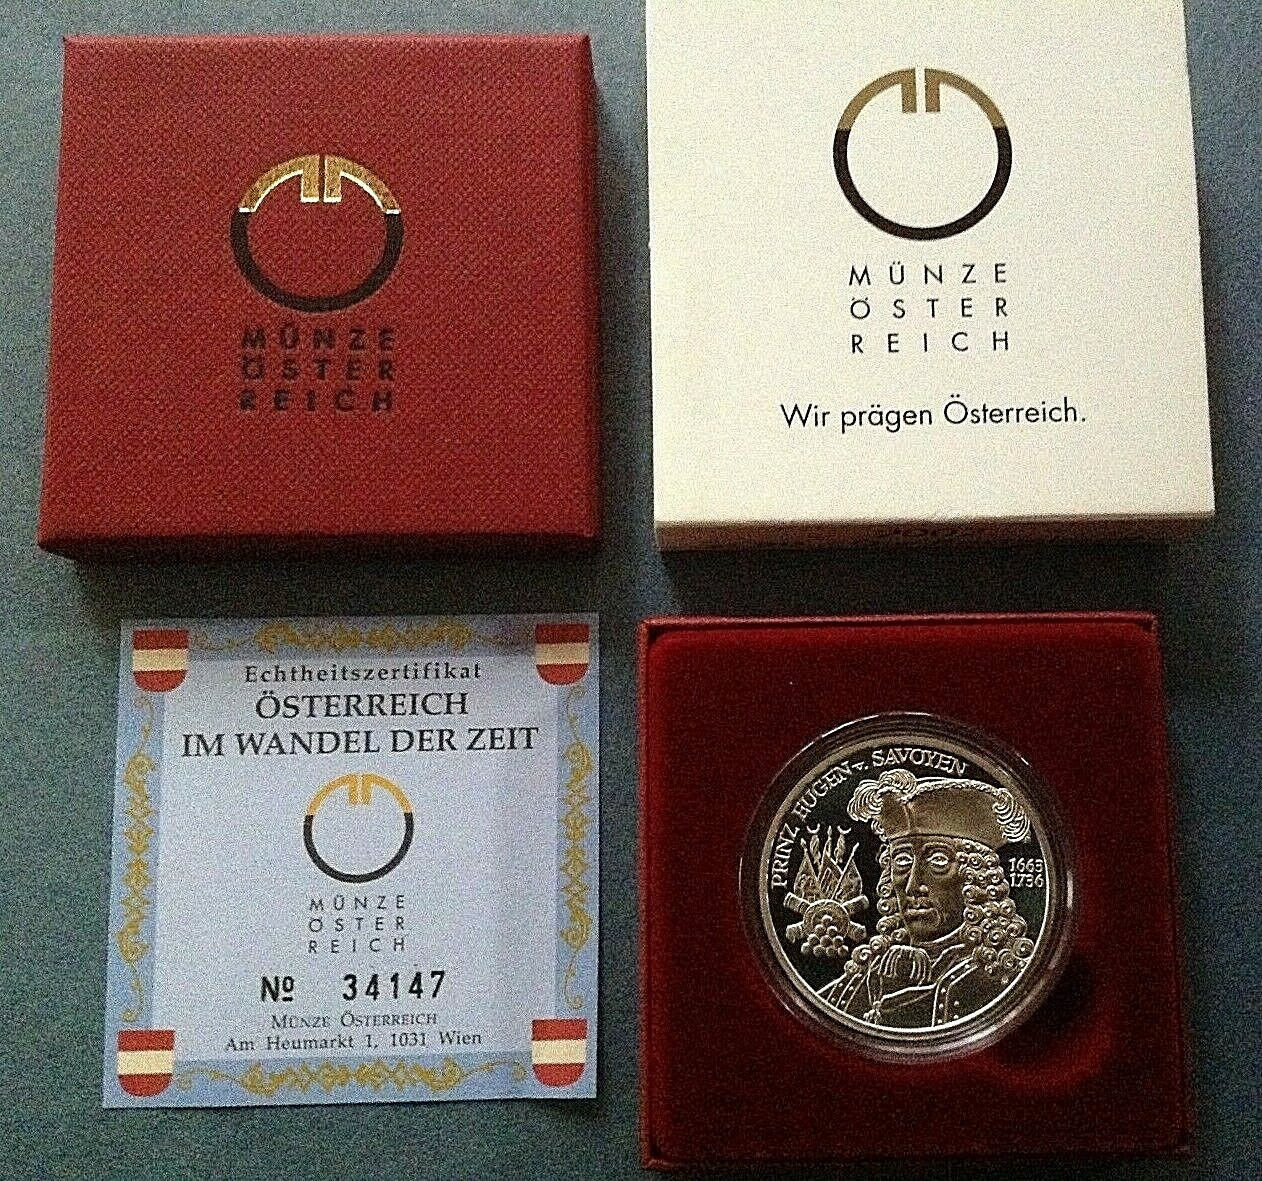 MÜNZE
ÖSTER
REICH
MÜNZE
ÖSTER
REICH
Wir prägen Österreich.
Echtheitszertifikat
ÖSTERREICH
IM WANDEL DER ZEIT
MÜNZE
ÖSTER
REICH
Nº 34147
MÜNZE ÖSTERREICH
Am Heumarkt 1, 1031 Wien
PRINZ EUGEN v. SAVOYEN
1663
1736